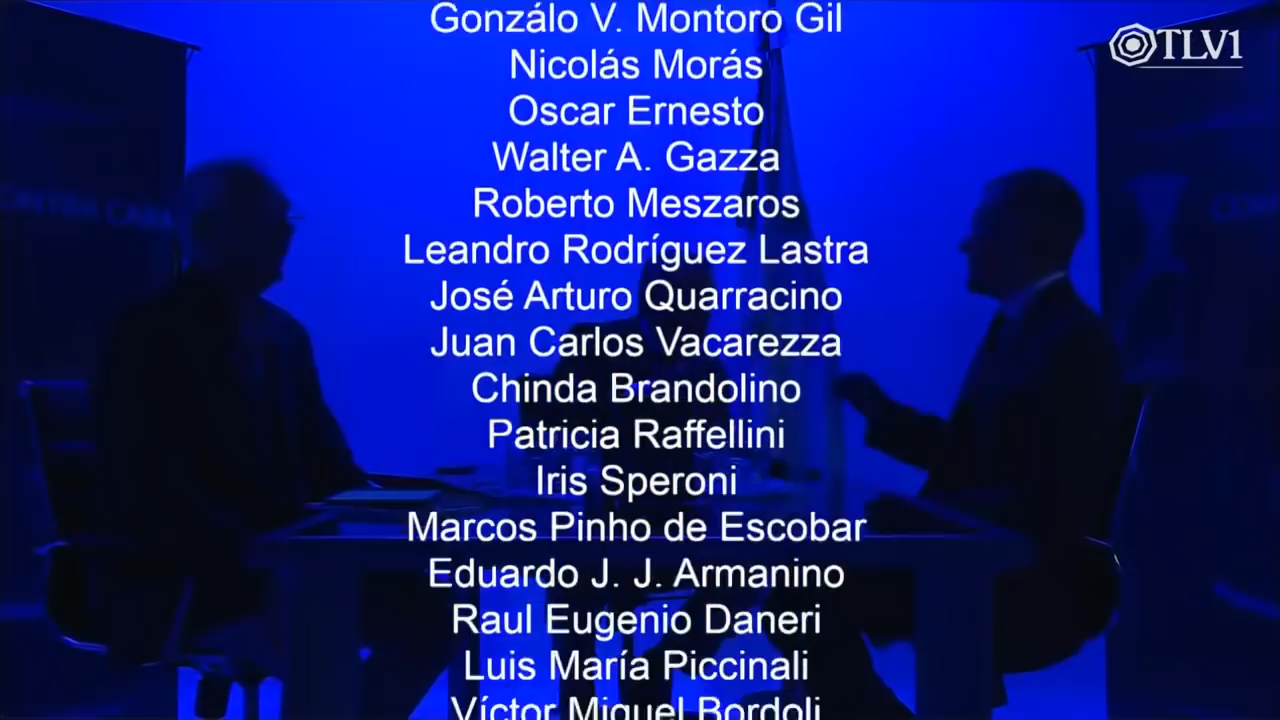 Gonzálo V. Montoro Gil
TLV1
Nicolás Morás
Oscar Ernesto
Walter A. Gazza
Roberto Meszaros
Leandro Rodríguez Lastra
José Arturo Quarracino
Juan Carlos Vacarezza
Chinda Brandolino
Patricia Raffellini
Iris Speroni
Marcos Pinho de Escobar
Eduardo J. J. Armanino
Raul Eugenio Daneri
Luis María Piccinali
Víctor Miguel Bordoli